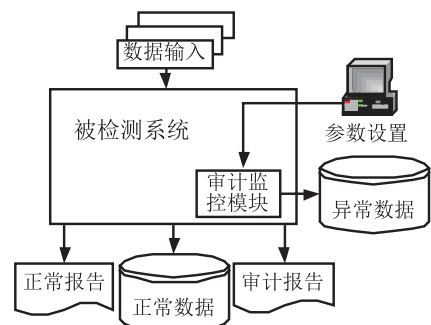 数据输入
被检测系统
参数设置
审计监
控模块
异常数据
正常报告
正常数据
审计报告